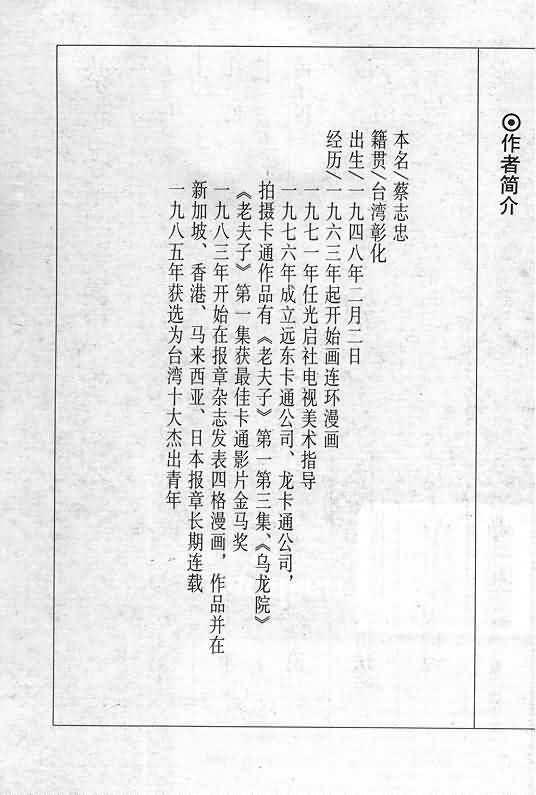 ⊙作者简介
本名/蔡志忠
籍贯/台湾彰化
出生/一九四八年二月二日
经历/一九六三年起开始画连环漫画
一九七一年任光启社电视美术指导
一九七六年成立远东卡通公司、龙卡通公司，
拍摄卡通作品有《老夫子》第一第三集、《乌龙院》
《老夫子》第一集获最佳卡通影片金马奖
一九八三年开始在报章杂志发表四格漫画，作品并在
新加坡、香港、马来西亚、日本报章长期连载
一九八五年获选为台湾十大杰出青年